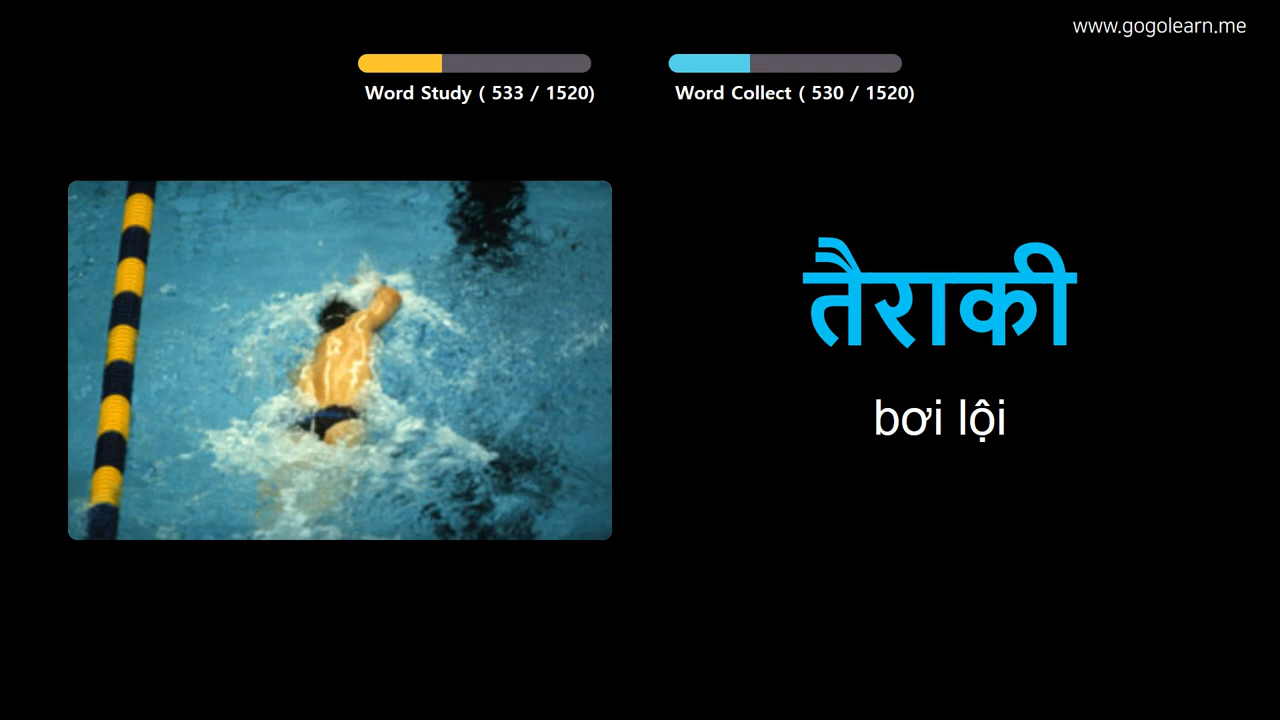 www.gogolearn.me
Word Study ( 533 / 1520)
Word Collect ( 530 / 1520)
तैराकी
bơi lội